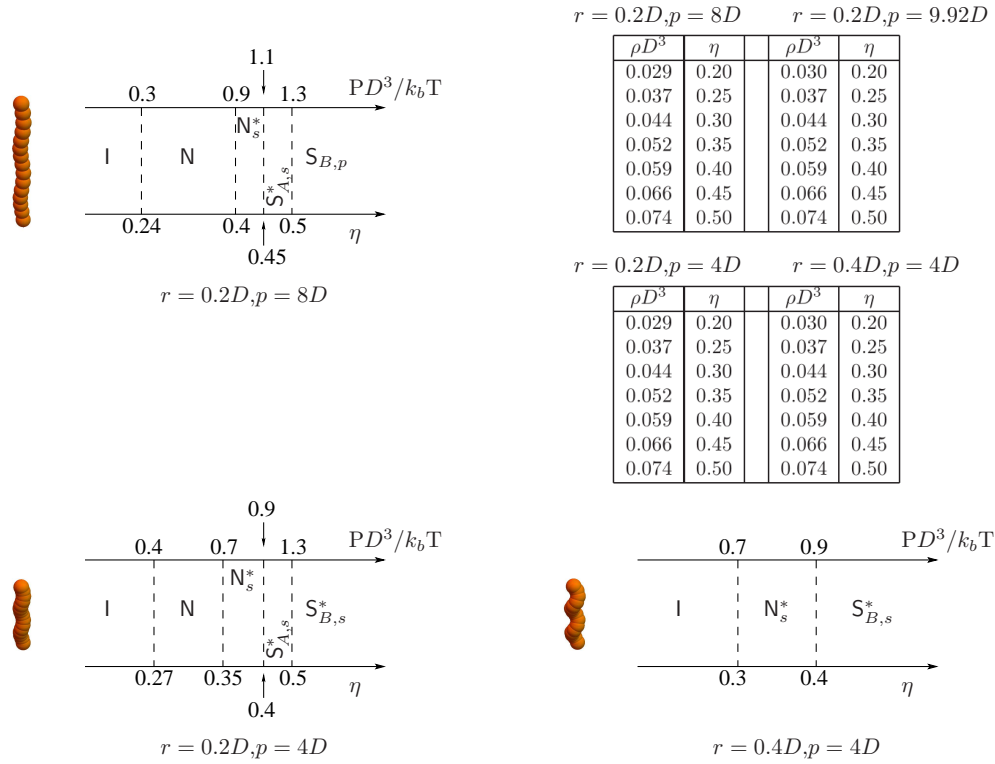 r = 0.2D,p = 8D
r = 0.2D,p = 9.92D
ρD³ η ρD³ η
0.029 0.20 0.030 0.20
0.037 0.25 0.037 0.25
0.044 0.30 0.044 0.30
0.052 0.35 0.052 0.35
0.059 0.40 0.059 0.40
0.066 0.45 0.066 0.45
0.074 0.50 0.074 0.50
1.1
0.3 0.9 1.3 PD³/k_bT
I N N*_s S*_{A,s} S_{B,p}
0.24 0.4 0.5 η
0.45
r = 0.2D,p = 8D
r = 0.2D,p = 4D
r = 0.4D,p = 4D
ρD³ η ρD³ η
0.029 0.20 0.030 0.20
0.037 0.25 0.037 0.25
0.044 0.30 0.044 0.30
0.052 0.35 0.052 0.35
0.059 0.40 0.059 0.40
0.066 0.45 0.066 0.45
0.074 0.50 0.074 0.50
0.9
0.4 0.7 1.3 PD³/k_bT
I N N*_s S*_{A,s} S*_{B,s}
0.27 0.35 0.5 η
0.4
r = 0.2D,p = 4D
0.7 0.9 PD³/k_bT
I N*_s S*_{B,s}
0.3 0.4 η
r = 0.4D,p = 4D